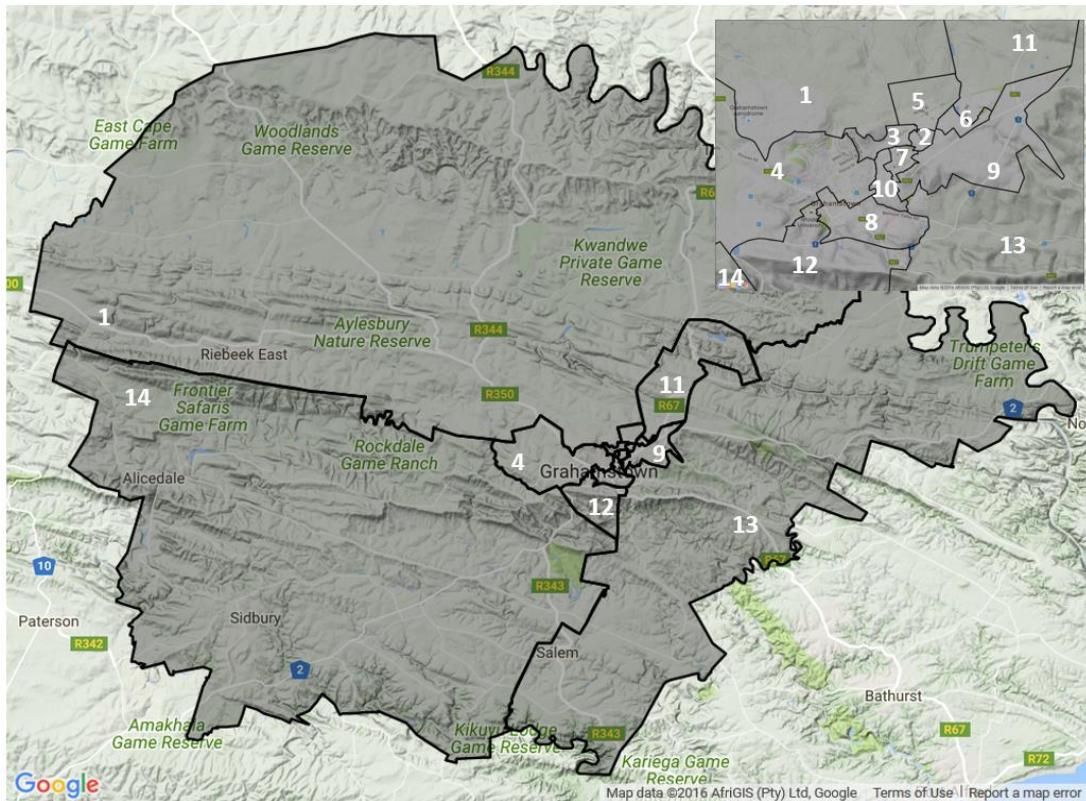 R344
11
1
5
East Cape
Game Farm
Woodlands
Game Reserve
3
2
6
7
4
9
10
8
Kwandwe
Private Game
Reserve
13
12
14
1
Aylesbury
Nature Reserve
R344
Riebeek East
Trumpeter's
Drift Game
Farm
11
14
Frontier
Safaris
Game Farm
R350
R67
2
No
Rockdale
Game Ranch
4
9
Grahamstown
Alicedale
12
13
R67
10
R343
Paterson
Sidbury
R342
2
Salem
Bathurst
Amakhala
Game Reserve
Kikuyu Lodge
Game Reserve
R343
R67
Kariega Game
Reserve
R72
Google
Map data ©2016 AfriGIS (Pty) Ltd, Google Terms of Use Report a map error